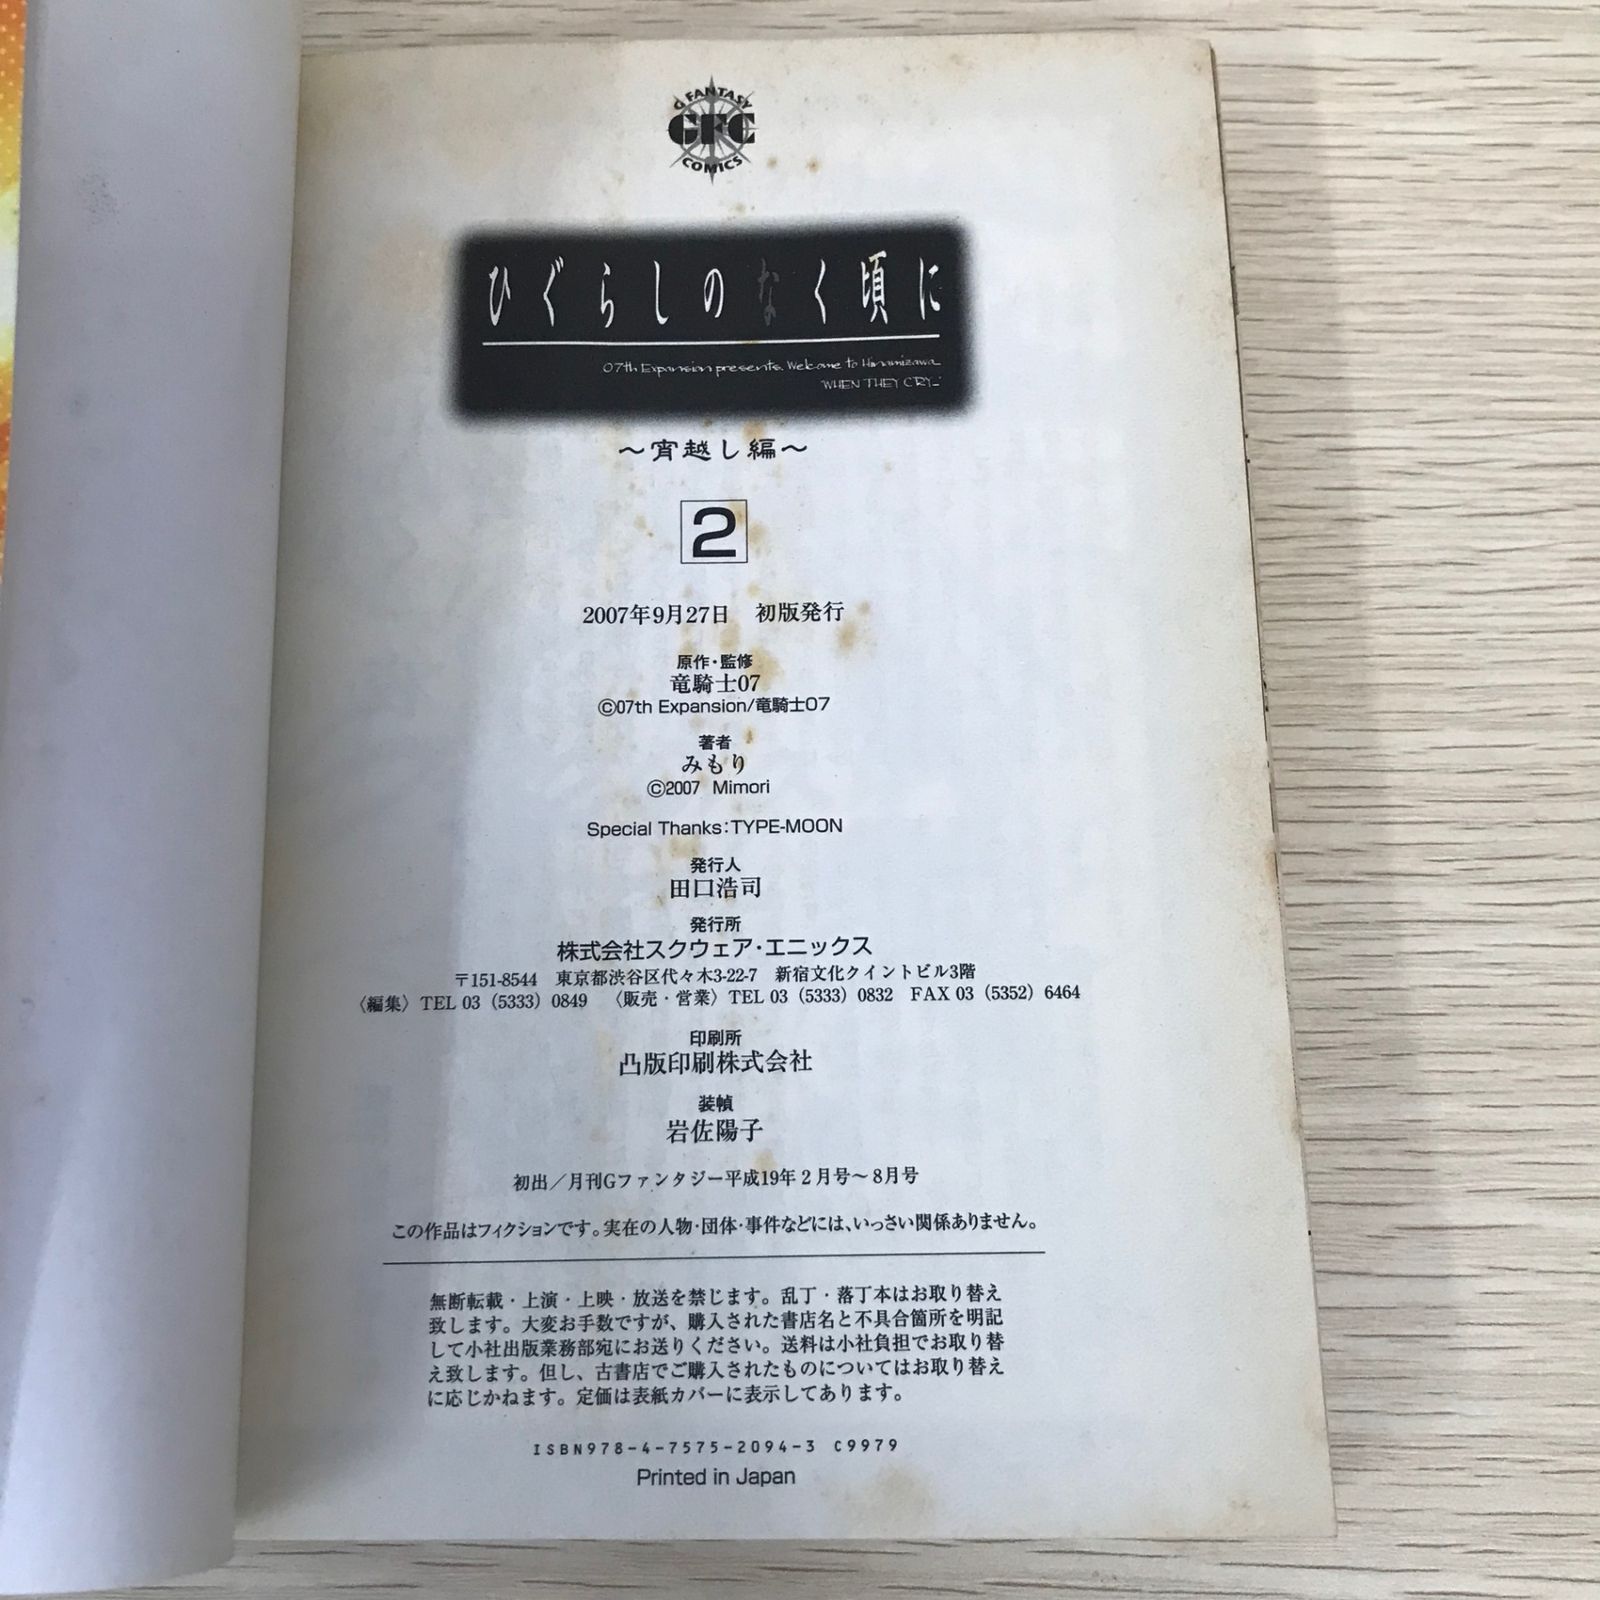 G FANTASY
GFC
COMICS
ひぐらしのなく頃に
07th Expansion presents. Welcome to Hinamizawa...
"WHEN THEY CRY..."
～宵越し編～
2
2007年9月27日　初版発行
原作・監修
竜騎士07
©07th Expansion/竜騎士07
著者
みもり
©2007 Mimori
Special Thanks:TYPE-MOON
発行人
田口浩司
発行所
株式会社スクウェア・エニックス
〒151-8544　東京都渋谷区代々木3-22-7　新宿文化クイントビル3階
〈編集〉TEL 03（5333）0849　〈販売・営業〉TEL 03（5333）0832　FAX 03（5352）6464
印刷所
凸版印刷株式会社
装幀
岩佐陽子
初出／月刊Gファンタジー平成19年2月号～8月号
この作品はフィクションです。実在の人物・団体・事件などには、いっさい関係ありません。
無断転載・上演・上映・放送を禁じます。乱丁・落丁本はお取り替え
致します。大変お手数ですが、購入された書店名と不具合箇所を明記
して小社出版業務部宛にお送りください。送料は小社負担でお取り替
え致します。但し、古書店でご購入されたものについてはお取り替え
に応じかねます。定価は表紙カバーに表示してあります。
ISBN978-4-7575-2094-3 C9979
Printed in Japan